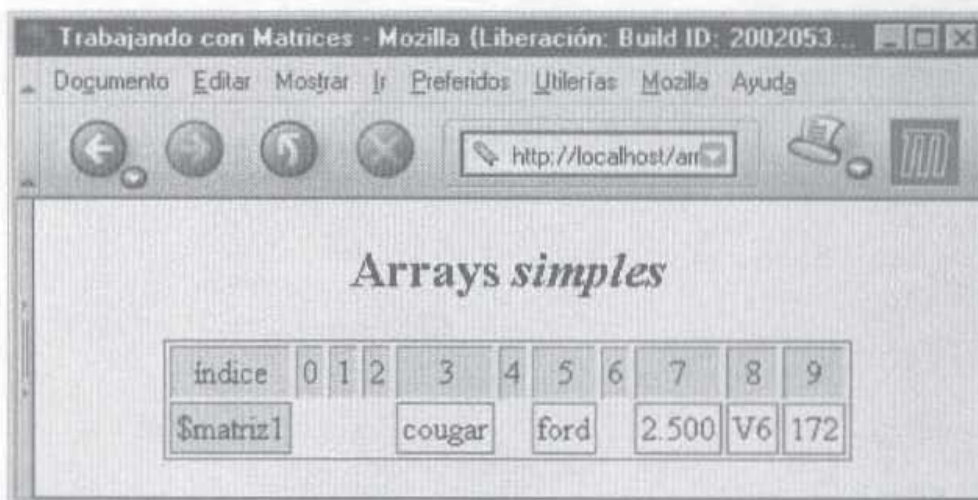 Trabajando con Matrices - Mozilla {Liberación: Build ID: 2002053...
Documento Editar Mostrar Ir Preferidos Utilerías Mozilla Ayuda
http://localhost/arr
Arrays simples
índice 0 1 2 3 4 5 6 7 8 9
$matriz1 cougar ford 2.500 V6 172